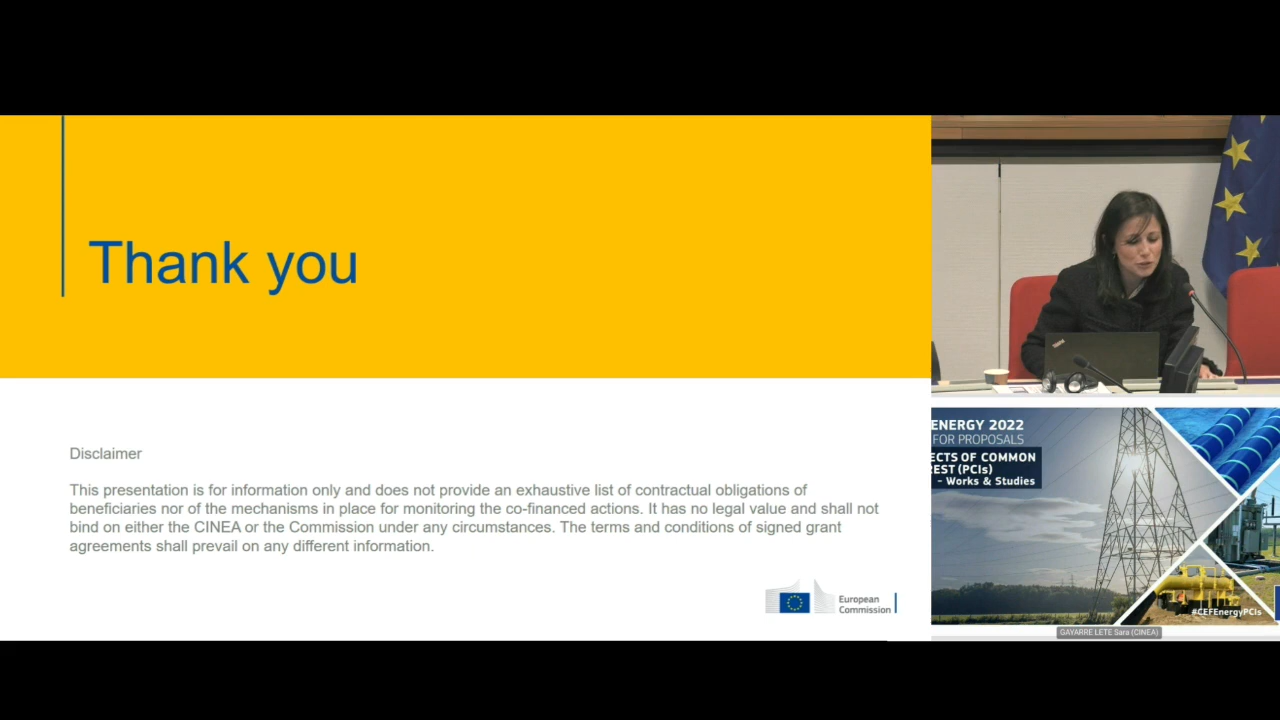 Thank you
Disclaimer
This presentation is for information only and does not provide an exhaustive list of contractual obligations of
beneficiaries nor of the mechanisms in place for monitoring the co-financed actions. It has no legal value and shall not
bind on either the CINEA or the Commission under any circumstances. The terms and conditions of signed grant
agreements shall prevail on any different information.
European
Commission
ENERGY 2022
FOR PROPOSALS
ECTS OF COMMON
REST (PCIs)
- Works & Studies
#CEFEnergyPCIs
GAYARRE LETE Sara (CINEA)